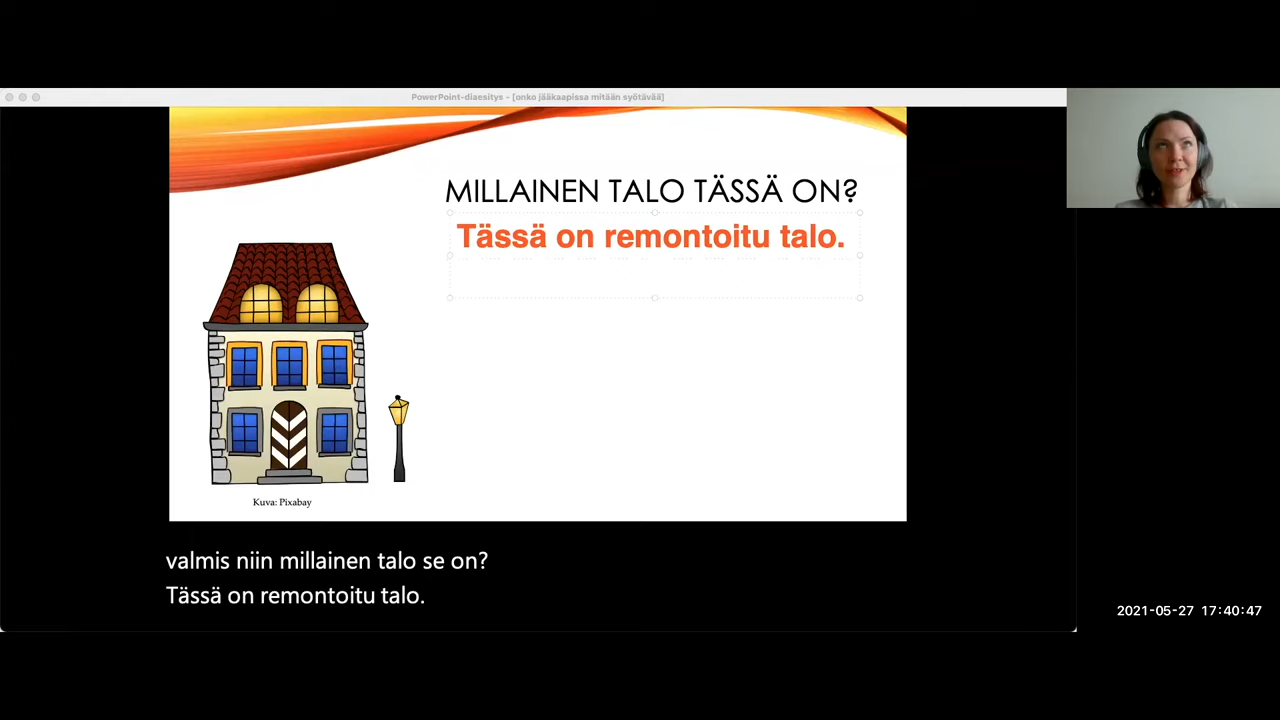 PowerPoint-diaesitys - [onko jääkaapissa mitään syötävää]
MILLAINEN TALO TÄSSÄ ON?
Tässä on remontoitu talo.
Kuva: Pixabay
valmis niin millainen talo se on?
Tässä on remontoitu talo.
2021-05-27 17:40:47